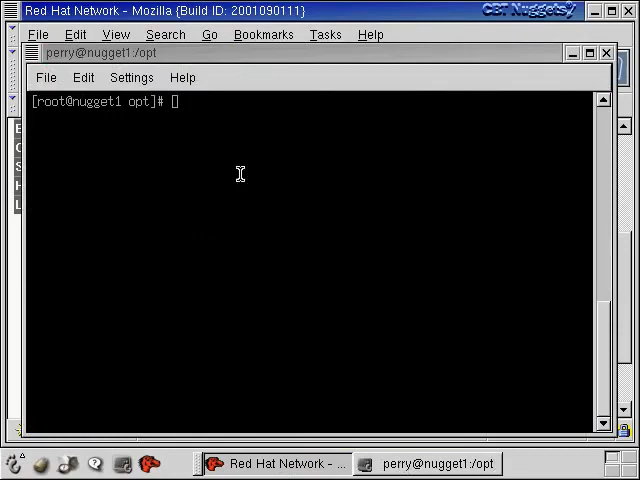 Red Hat Network - Mozilla {Build ID: 2001090111}
CBT Nuggets
File Edit View Search Go Bookmarks Tasks Help
perry@nugget1:/opt
File Edit Settings Help
[root@nugget1 opt]#
E
S
H
L
Red Hat Network - ...
perry@nugget1:/opt